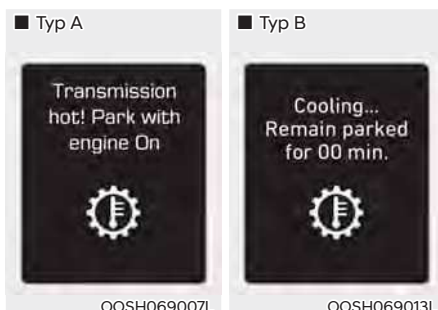 ■ Typ A
Transmission
hot! Park with
engine On
OOSH069007L
■ Typ B
Cooling...
Remain parked
for 00 min.
OOSH069013L